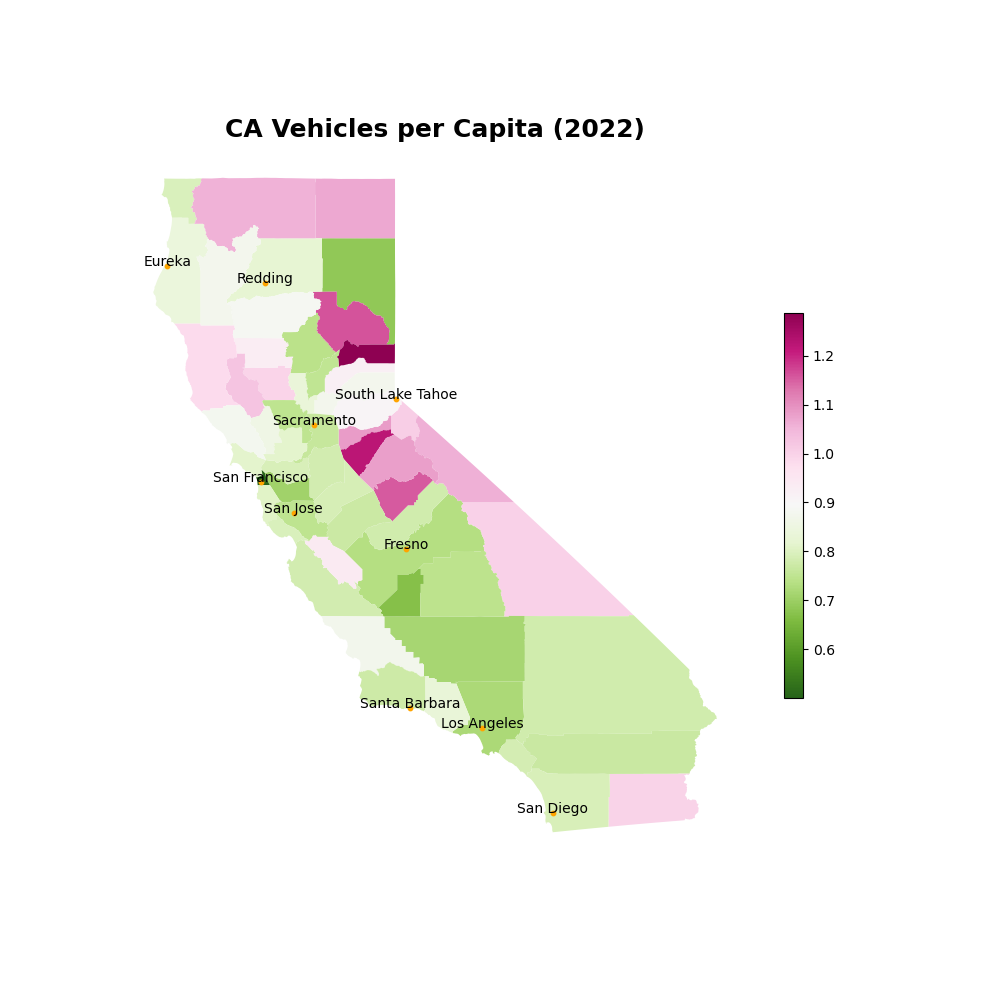 CA Vehicles per Capita (2022)
Eureka
Redding
South Lake Tahoe
Sacramento
San Francisco
San Jose
Fresno
Santa Barbara
Los Angeles
San Diego
1.2
1.1
1.0
0.9
0.8
0.7
0.6